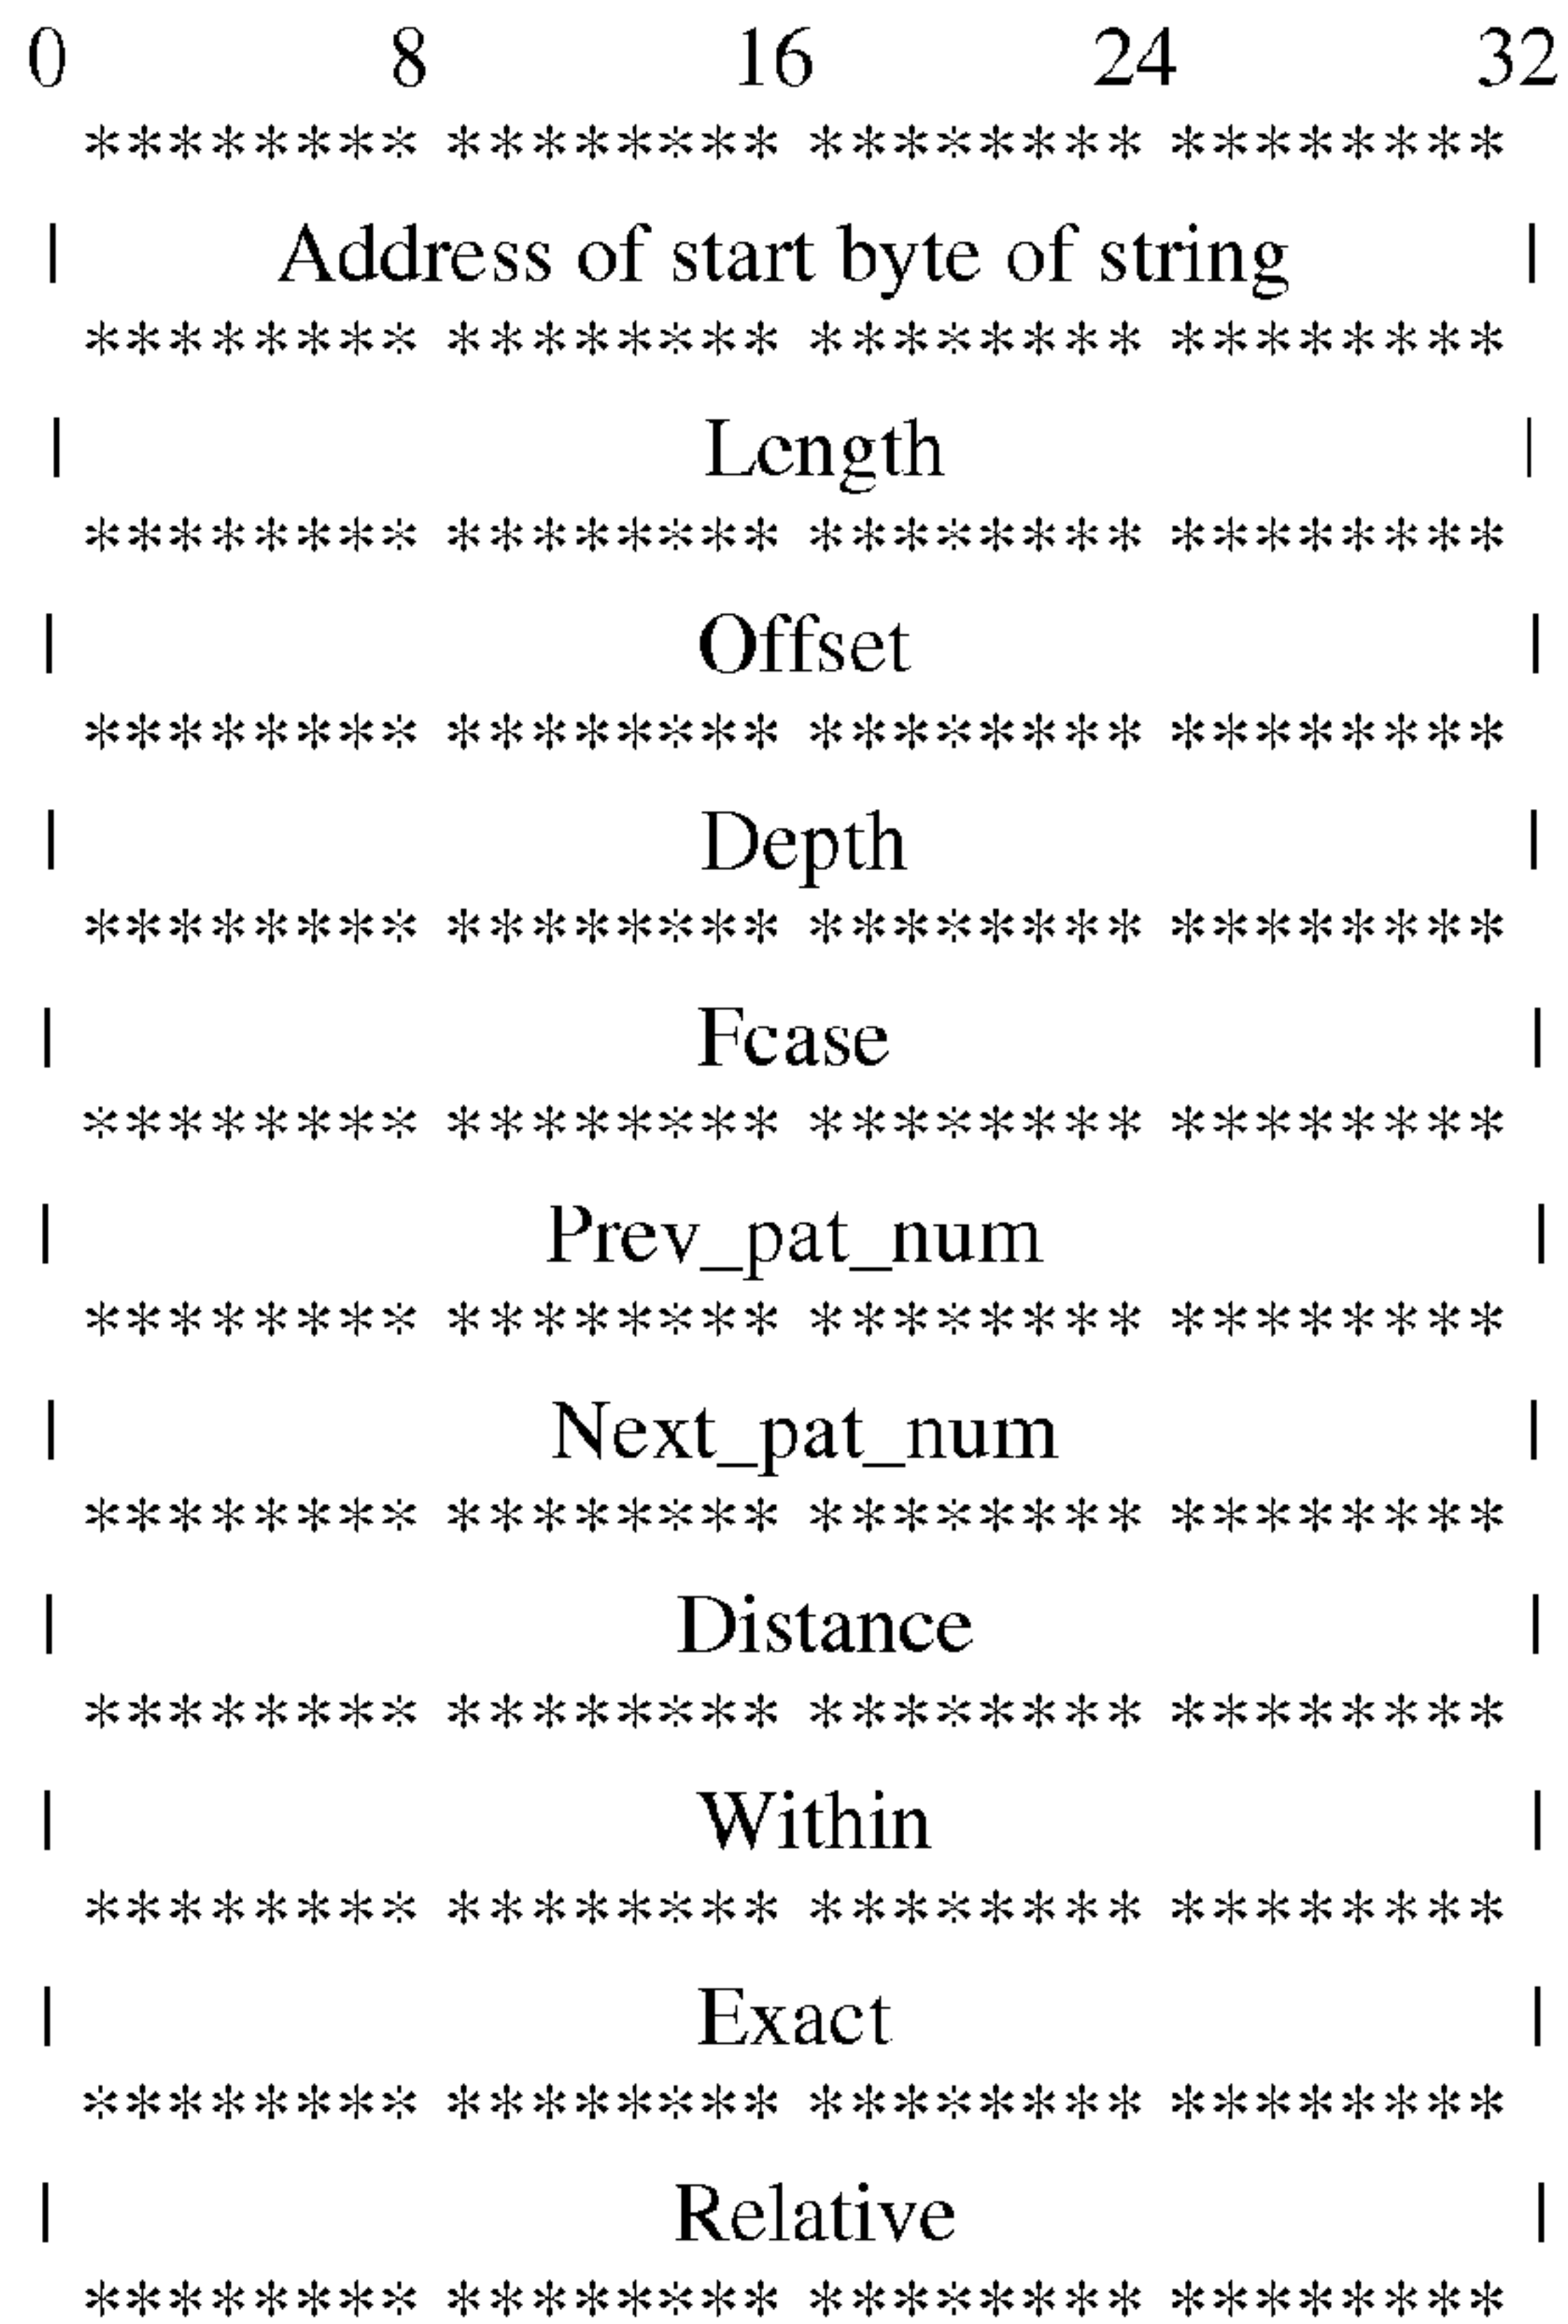 0 8 16 24 32
******** ******** ******** ********
| Address of start byte of string |
******** ******** ******** ********
| Length |
******** ******** ******** ********
| Offset |
******** ******** ******** ********
| Depth |
******** ******** ******** ********
| Fcase |
******** ******** ******** ********
| Prev_pat_num |
******** ******** ******** ********
| Next_pat_num |
******** ******** ******** ********
| Distance |
******** ******** ******** ********
| Within |
******** ******** ******** ********
| Exact |
******** ******** ******** ********
| Relative |
******** ******** ******** ********